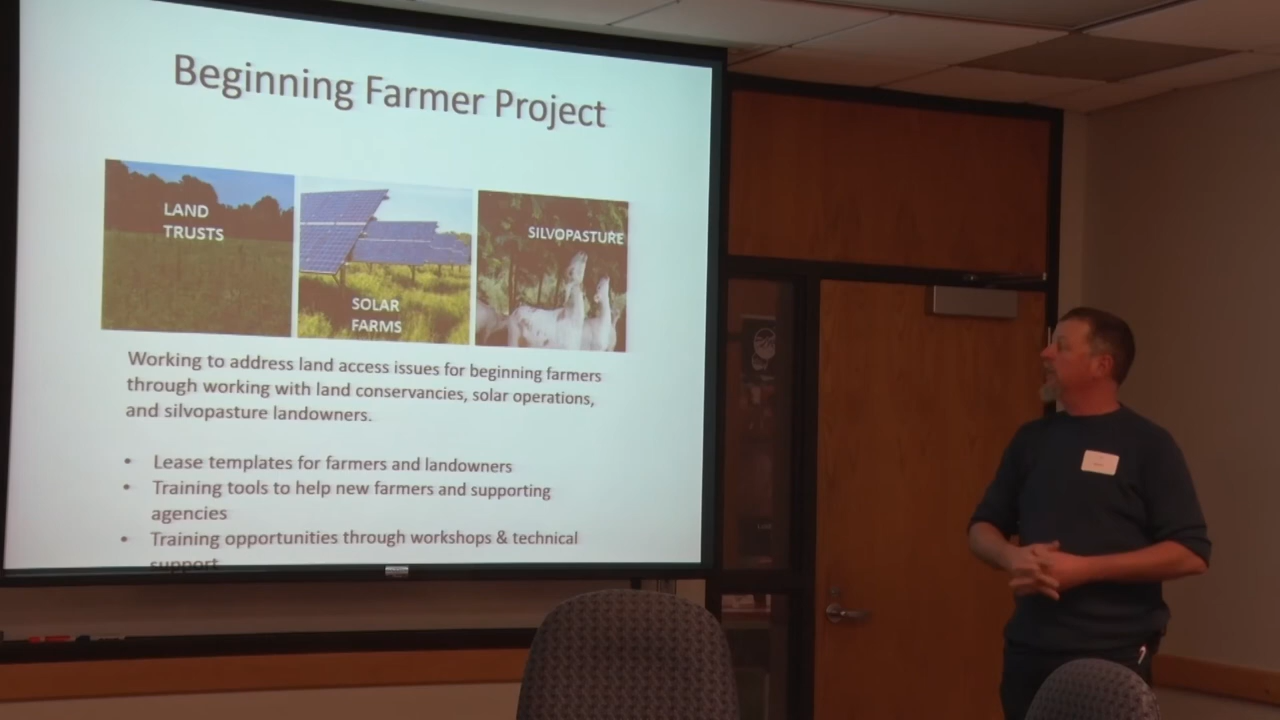 Beginning Farmer Project
LAND
TRUSTS
SOLAR
FARMS
SILVOPASTURE
Working to address land access issues for beginning farmers
through working with land conservancies, solar operations,
and silvopasture landowners.
• Lease templates for farmers and landowners
• Training tools to help new farmers and supporting
agencies
• Training opportunities through workshops & technical
support